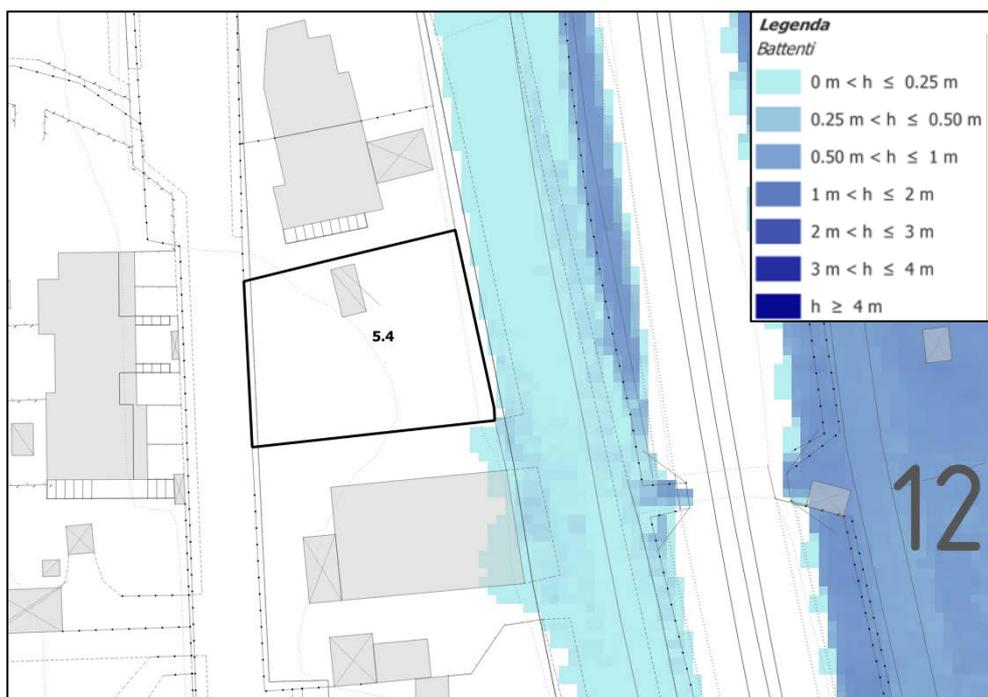 Legenda
Battenti
0 m < h ≤ 0.25 m
0.25 m < h ≤ 0.50 m
0.50 m < h ≤ 1 m
1 m < h ≤ 2 m
2 m < h ≤ 3 m
3 m < h ≤ 4 m
h ≥ 4 m
5.4
12